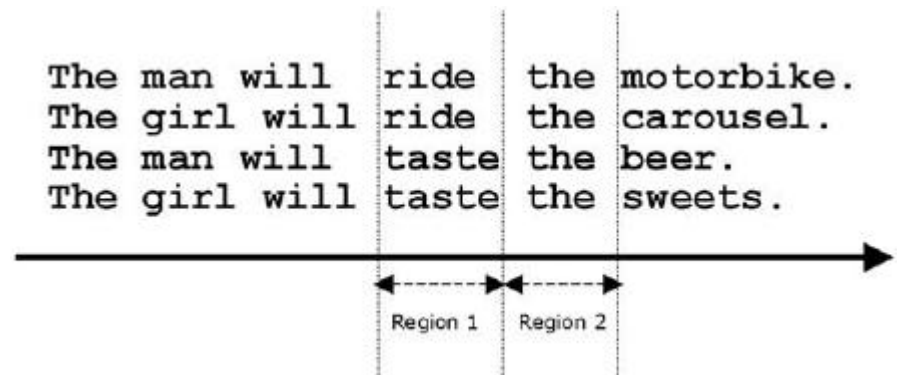 The man will ride the motorbike.
The girl will ride the carousel.
The man will taste the beer.
The girl will taste the sweets.
Region 1 Region 2